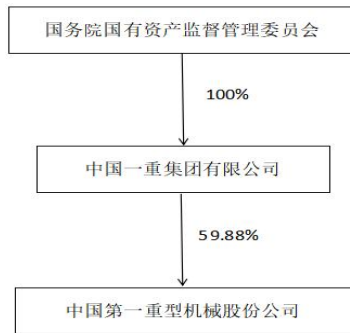 国务院国有资产监督管理委员会
100%
中国一重集团有限公司
59.88%
中国第一重型机械股份公司